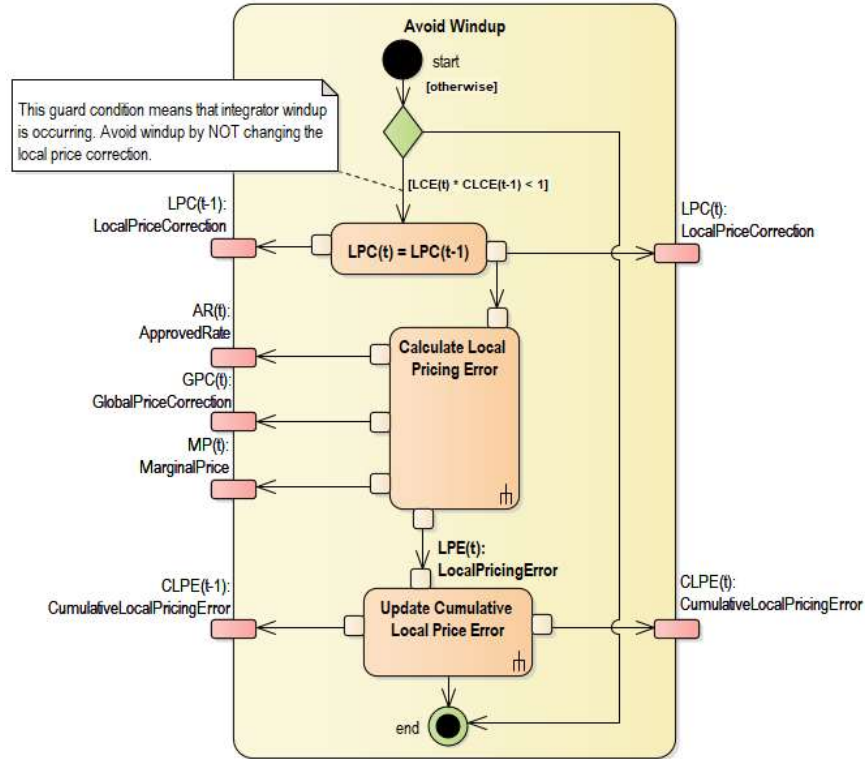 Avoid Windup
start
[otherwise]
This guard condition means that integrator windup
is occurring. Avoid windup by NOT changing the
local price correction.
[LCE(t) * CLCE(t-1) < 1]
LPC(t-1):
LocalPriceCorrection
LPC(t) = LPC(t-1)
LPC(t):
LocalPriceCorrection
AR(t):
ApprovedRate
Calculate Local
Pricing Error
GPC(t):
GlobalPriceCorrection
MP(t):
MarginalPrice
LPE(t):
LocalPricingError
CLPE(t-1):
CumulativeLocalPricingError
Update Cumulative
Local Price Error
CLPE(t):
CumulativeLocalPricingError
end